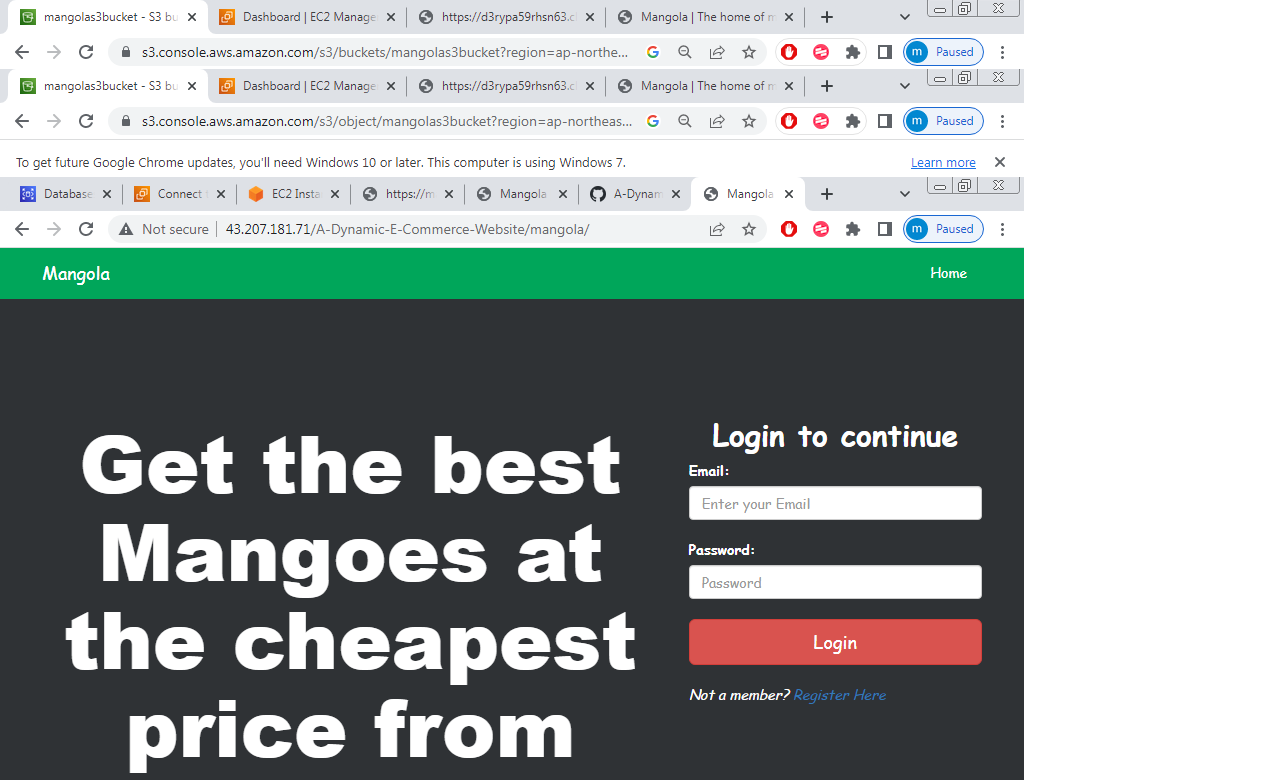 mangolas3bucket - S3 bu Dashboard | EC2 Manage https://d3rypa59rhsn63.cl Mangola | The home of m
s3.console.aws.amazon.com/s3/buckets/mangolas3bucket?region=ap-northe... m Paused
mangolas3bucket - S3 bu Dashboard | EC2 Manage https://d3rypa59rhsn63.cl Mangola | The home of m
s3.console.aws.amazon.com/s3/object/mangolas3bucket?region=ap-northeas... m Paused
To get future Google Chrome updates, you'll need Windows 10 or later. This computer is using Windows 7. Learn more
Database Connect t EC2 Insta https://m Mangola A-Dynam Mangola
Not secure 43.207.181.71/A-Dynamic-E-Commerce-Website/mangola/ m Paused
Mangola Home
Get the best
Mangoes at
the cheapest
price from
Login to continue
Email:
Enter your Email
Password:
Password
Login
Not a member? Register Here